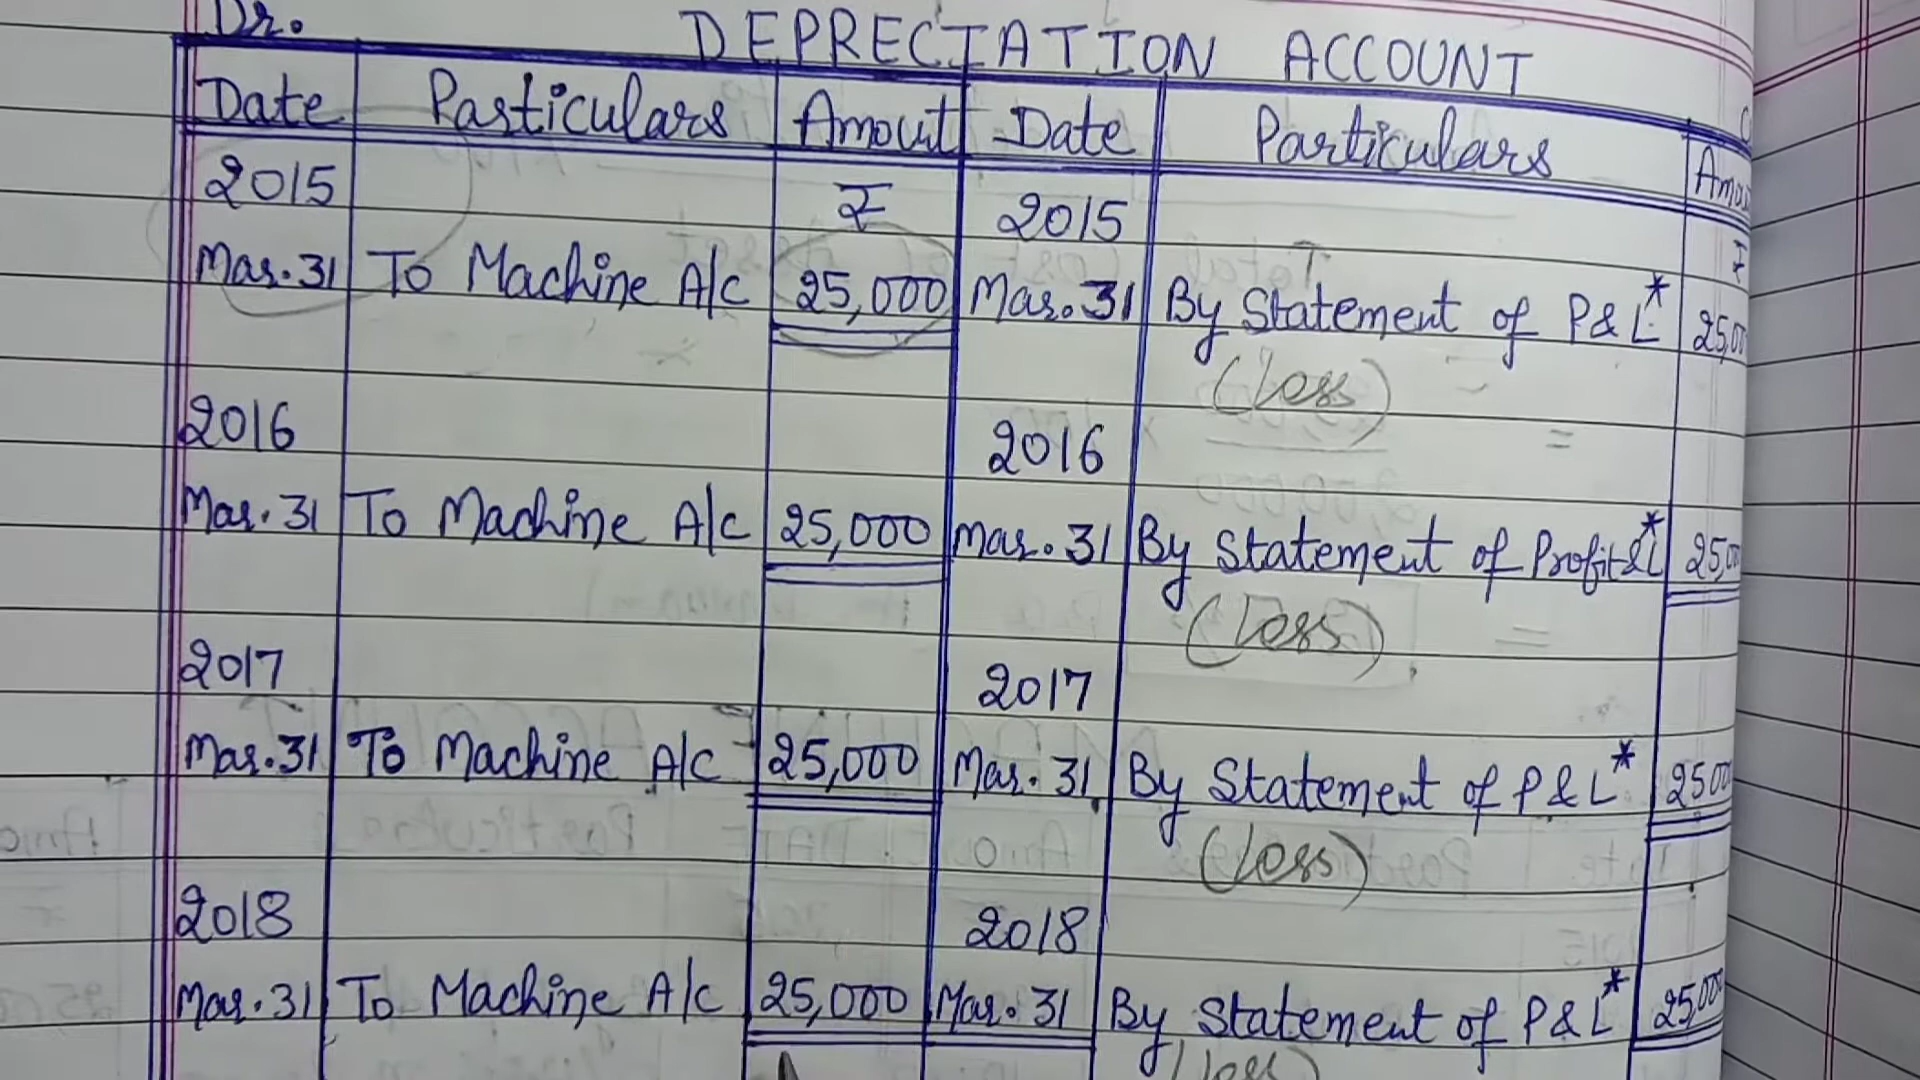 Dr.
DEPRECIATION ACCOUNT
Date Particulars Amout Date Particulars
2015 ₹ 2015 ₹
Mar. 31 To Machine A/c 25,000 Mar. 31 By Statement of P & L*
(Loss)
2016 2016
Mar. 31 To Machine A/c 25,000 Mar. 31 By Statement of Profit & L*
(Loss)
2017 2017
Mar. 31 To Machine A/c 25,000 Mar. 31 By Statement of P & L*
(Loss)
2018 2018
Mar. 31 To Machine A/c 25,000 Mar. 31 By Statement of P & L* 25,000